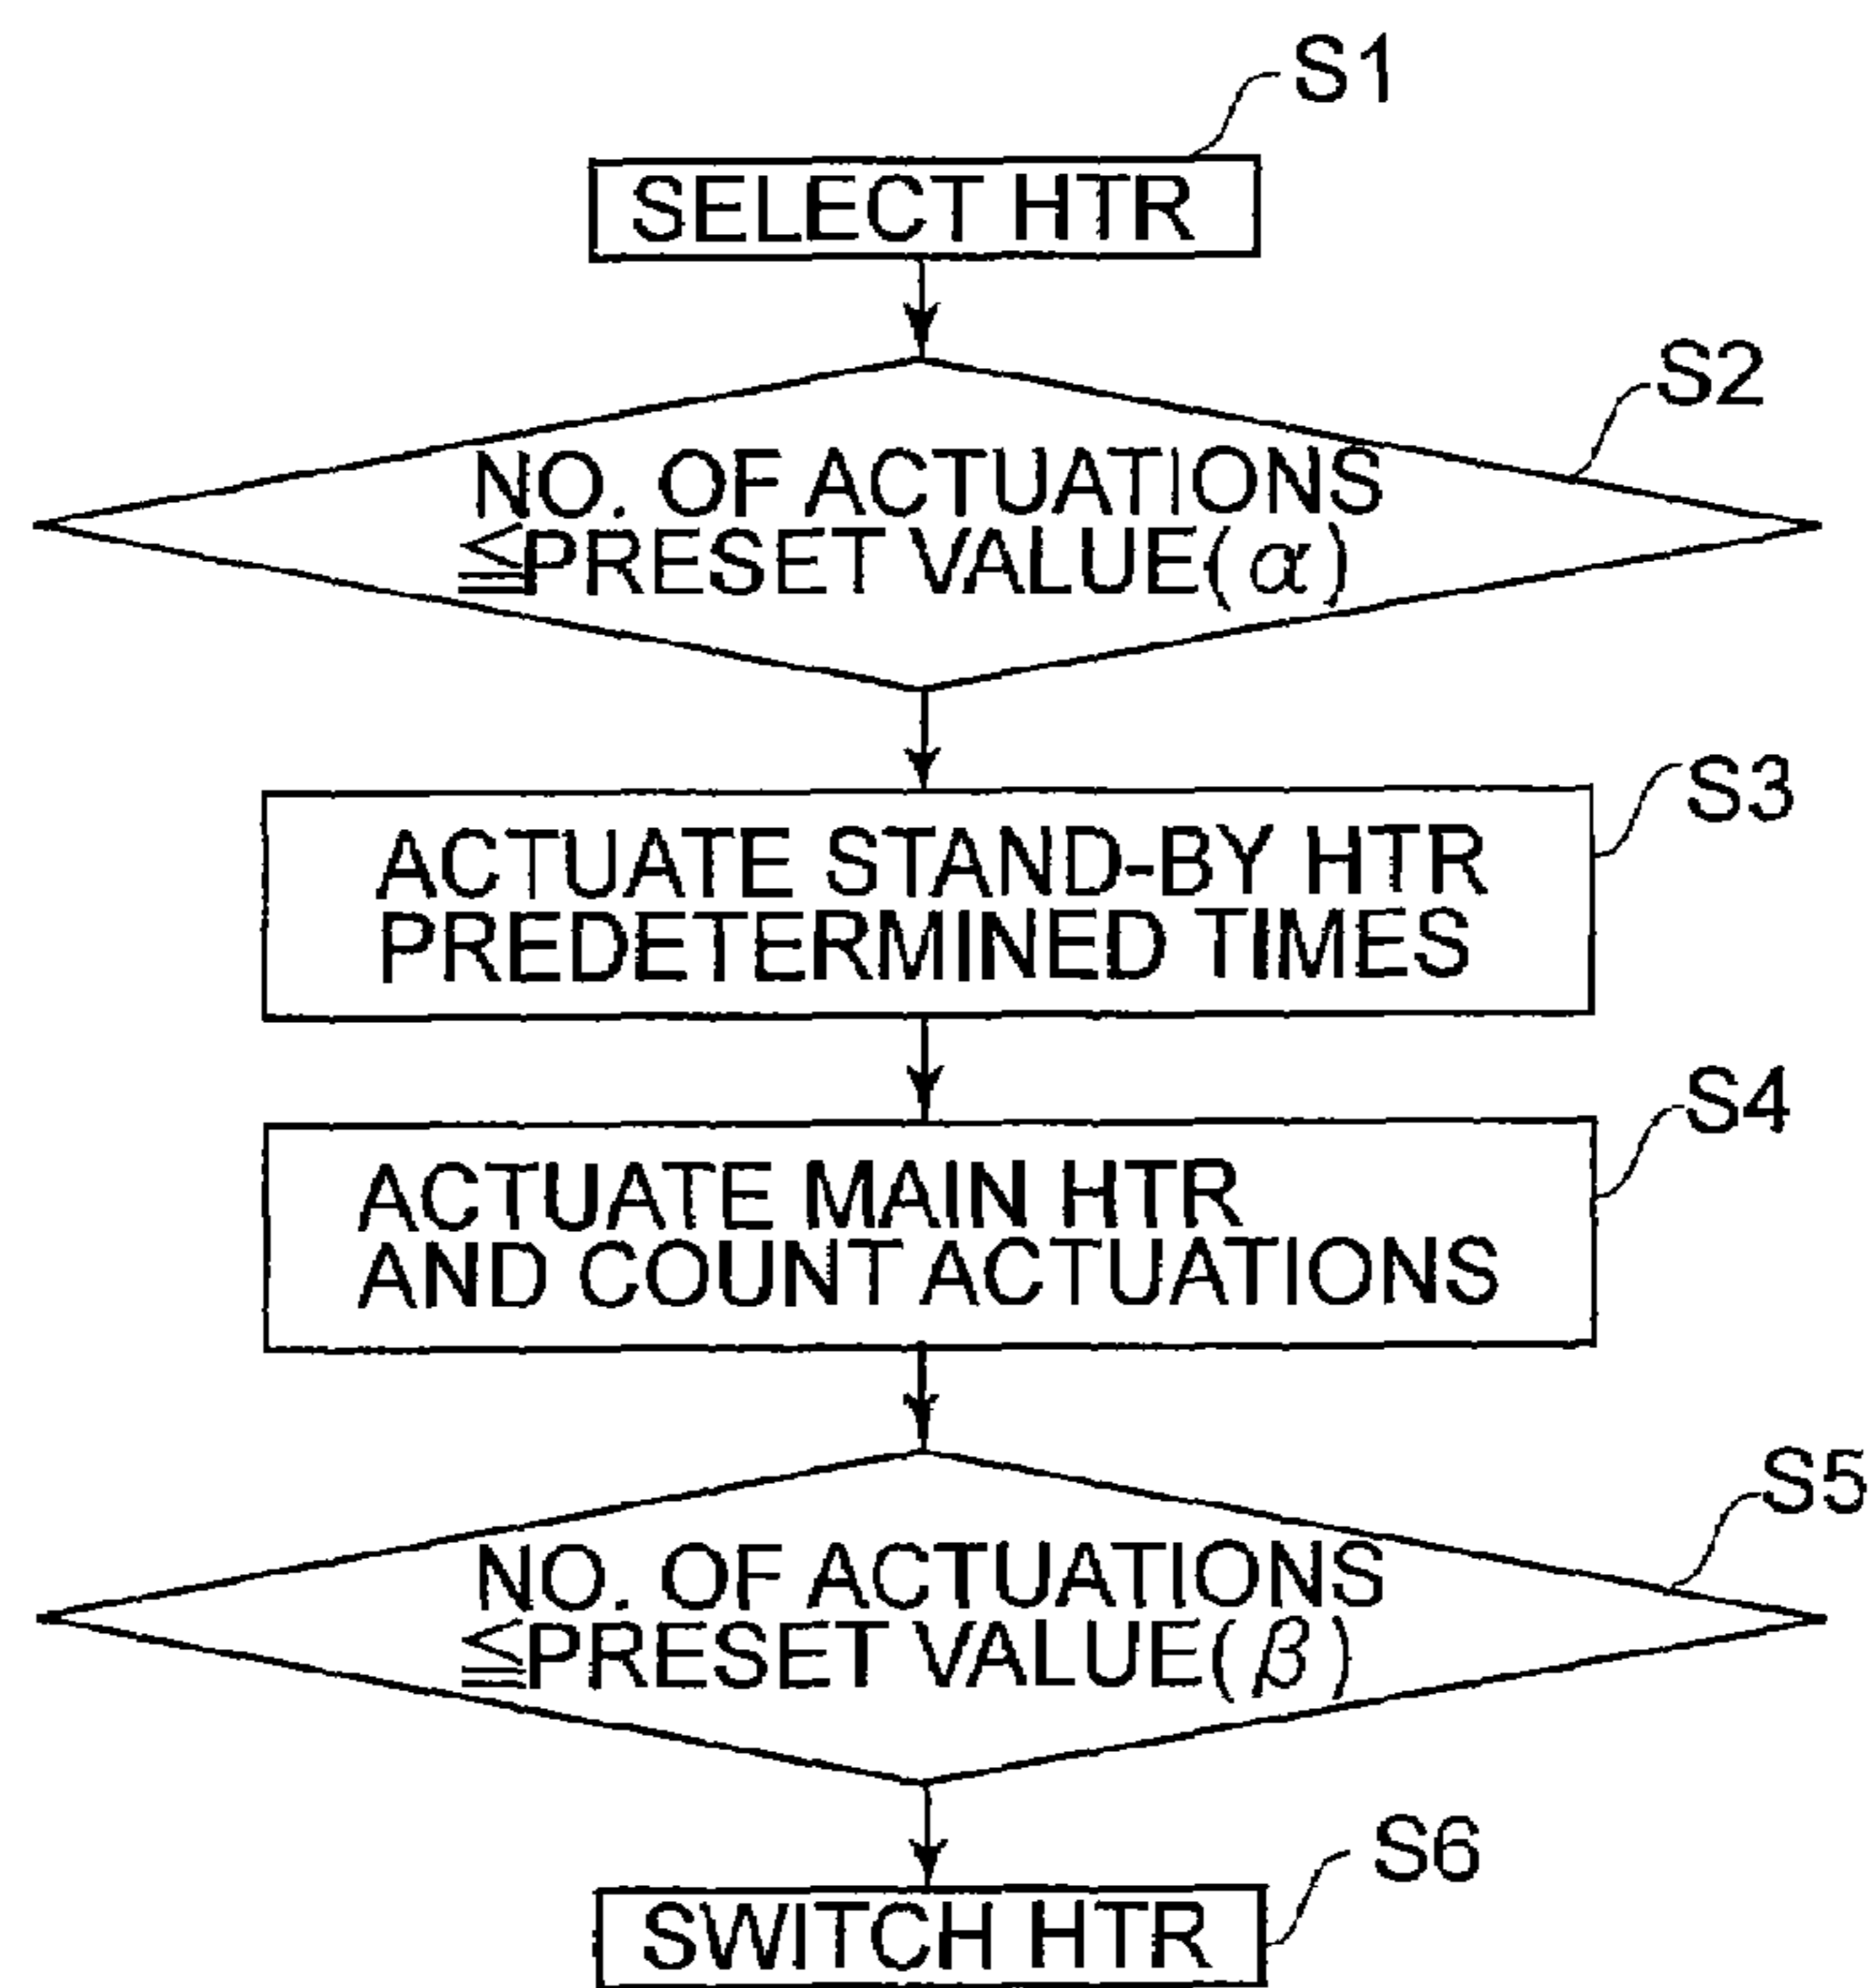 S1
SELECT HTR
S2
NO. OF ACTUATIONS
≦PRESET VALUE(α)
S3
ACTUATE STAND-BY HTR
PREDETERMINED TIMES
S4
ACTUATE MAIN HTR
AND COUNT ACTUATIONS
S5
NO. OF ACTUATIONS
≦PRESET VALUE(β)
S6
SWITCH HTR